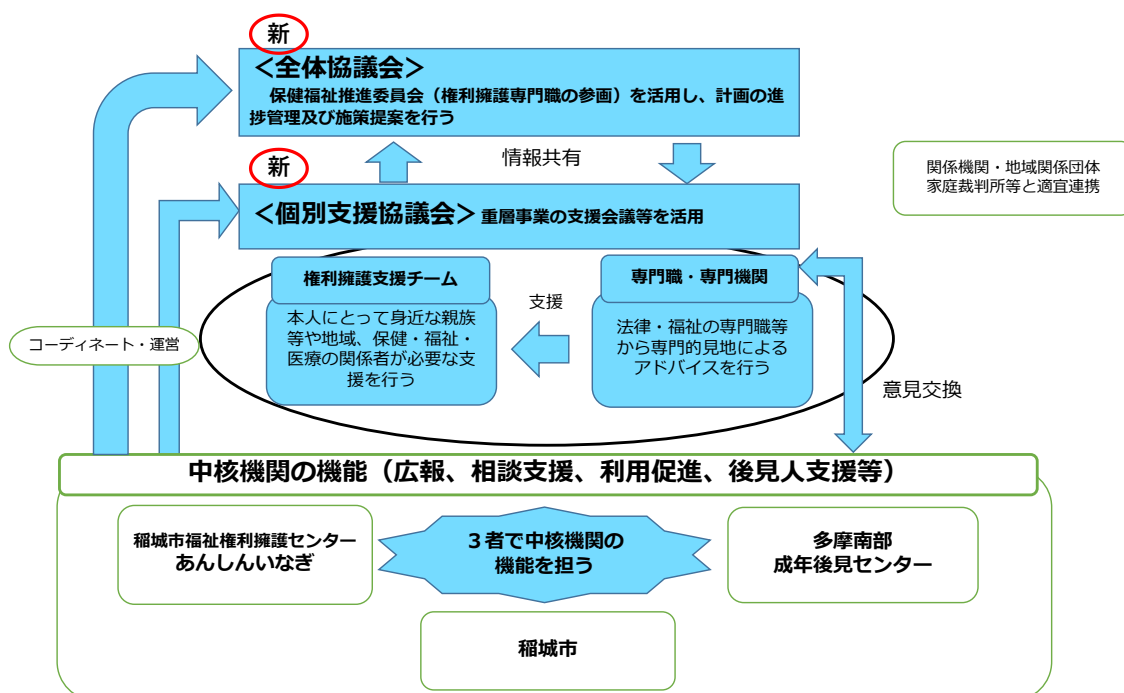 新
＜全体協議会＞
保健福祉推進委員会（権利擁護専門職の参画）を活用し、計画の進
捗管理及び施策提案を行う
情報共有
新
＜個別支援協議会＞ 重層事業の支援会議等を活用
関係機関・地域関係団体
家庭裁判所等と適宜連携
権利擁護支援チーム
本人にとって身近な親族
等や地域、保健・福祉・
医療の関係者が必要な支
援を行う
支援
専門職・専門機関
法律・福祉の専門職等
から専門的見地による
アドバイスを行う
コーディネート・運営
意見交換
中核機関の機能（広報、相談支援、利用促進、後見人支援等）
稲城市福祉権利擁護センター
あんしんいなぎ
３者で中核機関の
機能を担う
多摩南部
成年後見センター
稲城市